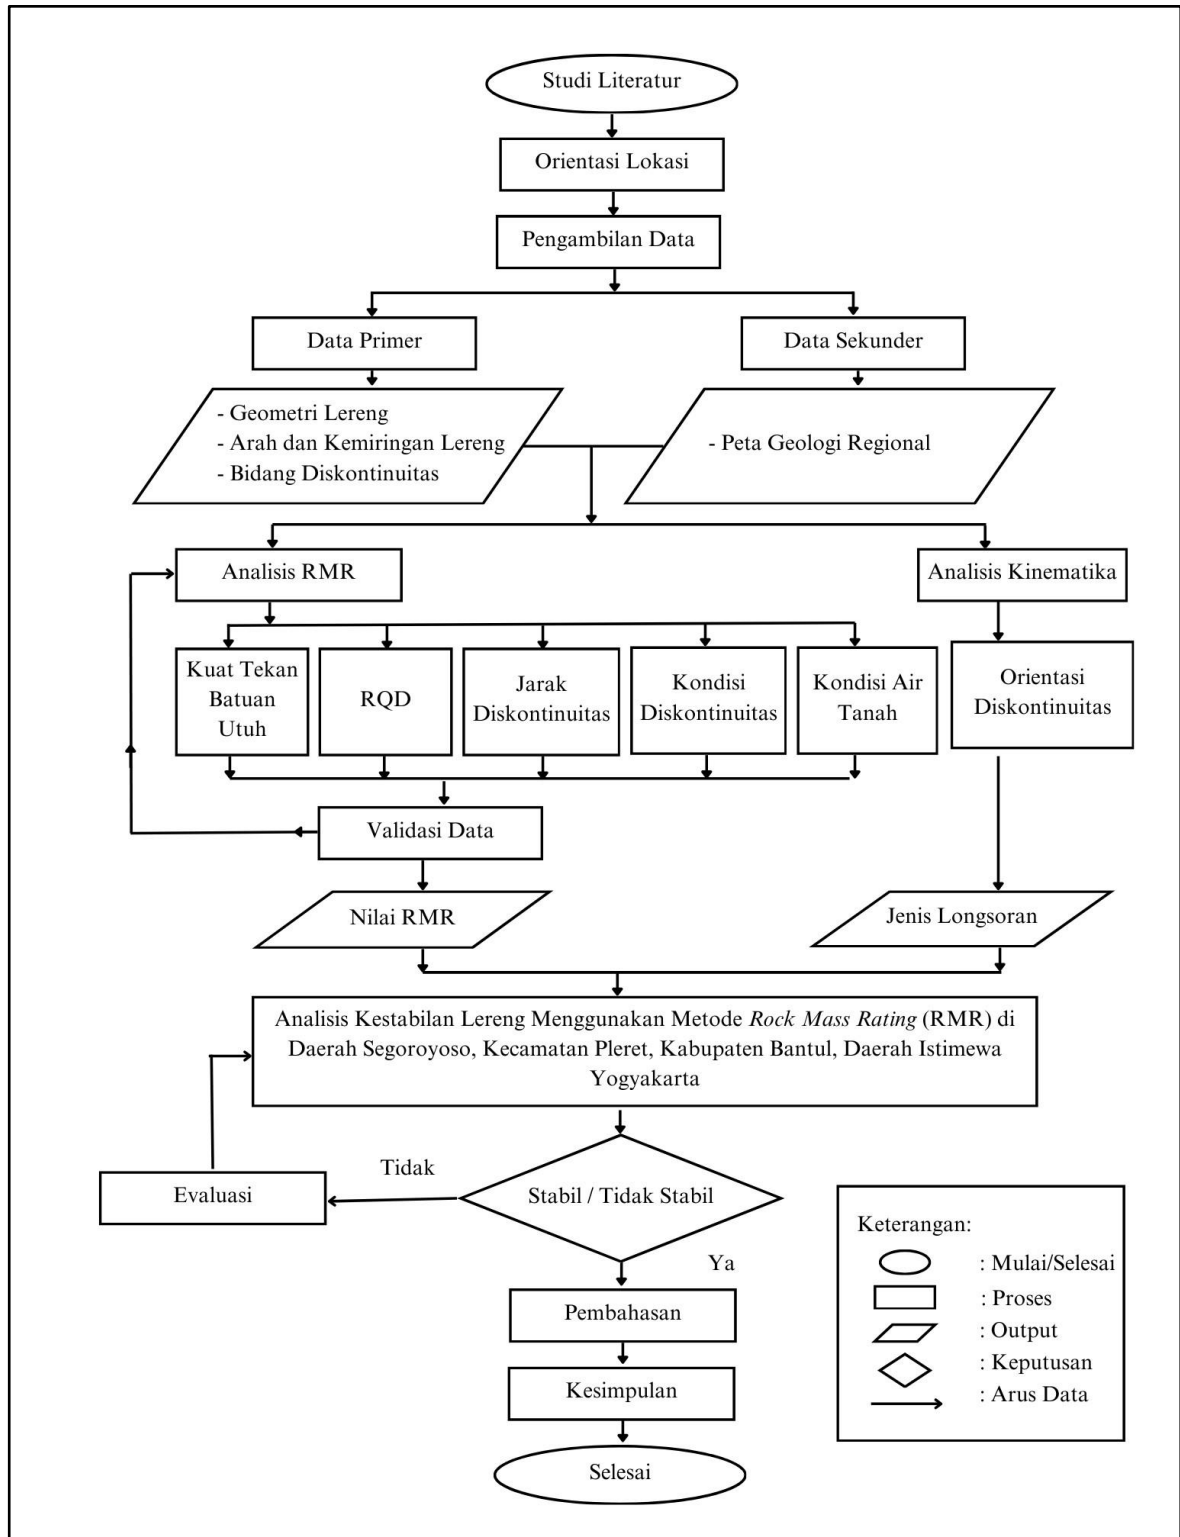 Studi Literatur
Orientasi Lokasi
Pengambilan Data
Data Primer
Data Sekunder
- Geometri Lereng
- Arah dan Kemiringan Lereng
- Bidang Diskontinuitas
- Peta Geologi Regional
Analisis RMR
Analisis Kinematika
Kuat Tekan
Batuan
Utuh
RQD
Jarak
Diskontinuitas
Kondisi
Diskontinuitas
Kondisi Air
Tanah
Orientasi
Diskontinuitas
Validasi Data
Nilai RMR
Jenis Longsoran
Analisis Kestabilan Lereng Menggunakan Metode Rock Mass Rating (RMR) di
Daerah Segoroyoso, Kecamatan Pleret, Kabupaten Bantul, Daerah Istimewa
Yogyakarta
Tidak
Evaluasi
Stabil / Tidak Stabil
Ya
Pembahasan
Kesimpulan
Selesai
Keterangan:
: Mulai/Selesai
: Proses
: Output
: Keputusan
: Arus Data